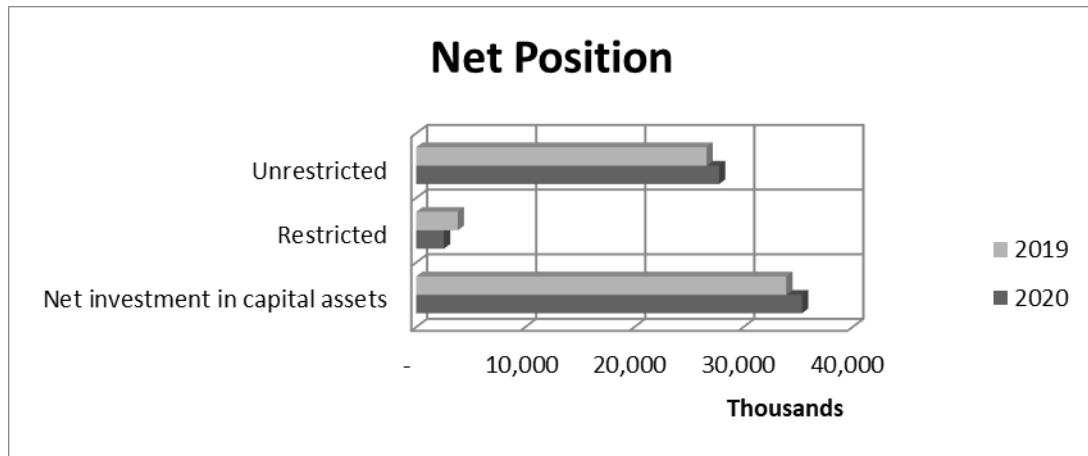 Net Position
Unrestricted
Restricted
Net investment in capital assets
2019
2020
- 10,000 20,000 30,000 40,000
Thousands